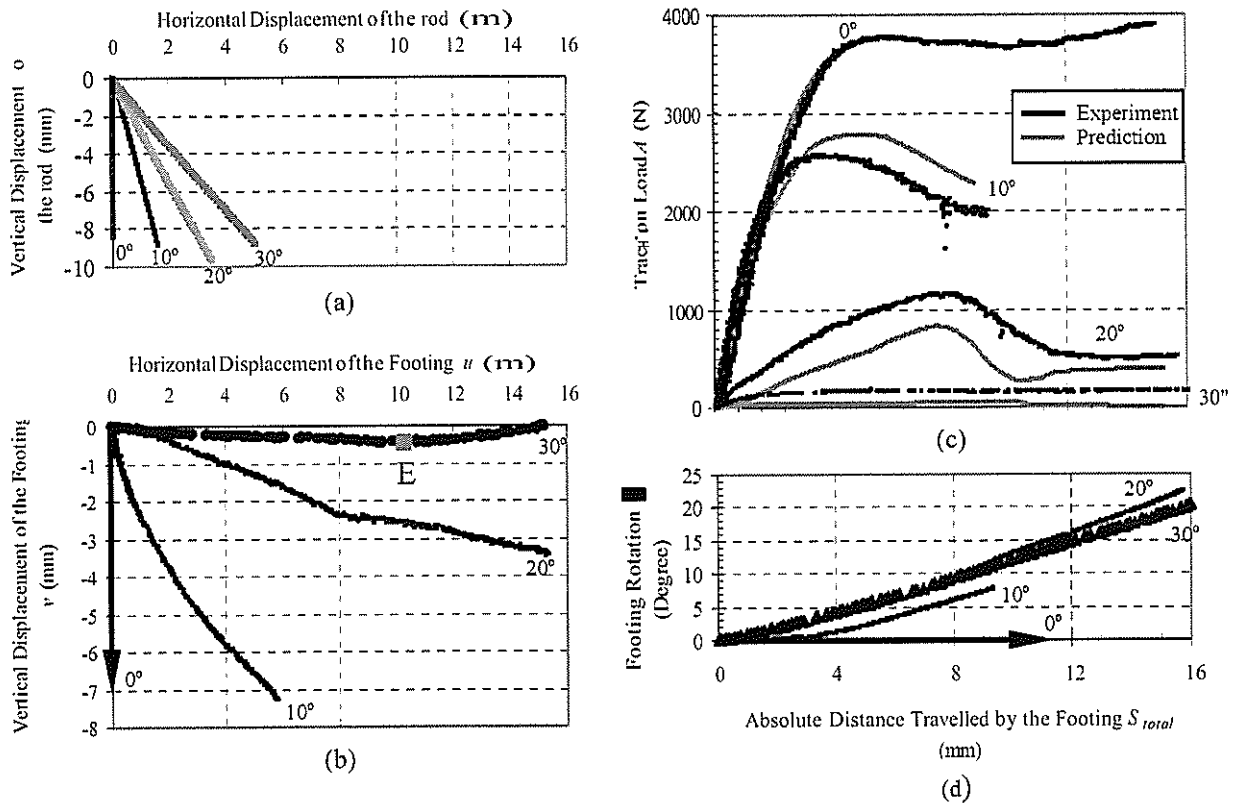 Horizontal Displacement of the rod (m)
0 2 4 6 8 10 12 14 16
Vertical Displacement o
the rod (mm)
0
-2
-4
-6
-8
-10
0°
10°
20°
30°
(a)
Horizontal Displacement of the Footing u (m)
0 2 4 6 8 10 12 14 16
Vertical Displacement of the Footing
v (mm)
0
-1
-2
-3
-4
-5
-6
-7
-8
E
30°
20°
10°
0°
(b)
4000
3000
2000
1000
0
0°
Experiment
Prediction
10°
20°
30"
(c)
Footing Rotation
(Degree)
25
20
15
10
5
0
20°
30°
10°
0°
0 4 8 12 16
Absolute Distance Travelled by the Footing S total
(mm)
(d)